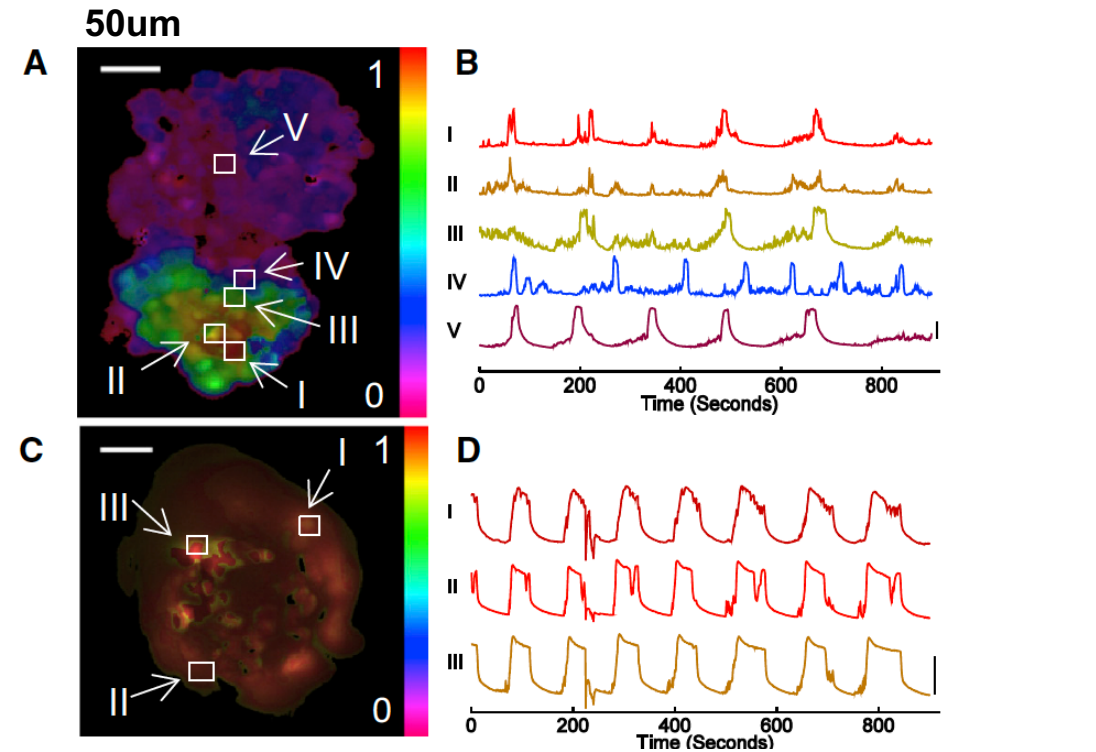 50um
A
1
V
IV
III
II
I
0
B
I
II
III
IV
V
0 200 400 600 800
Time (Seconds)
C
I
1
III
II
0
D
I
II
III
0 200 400 600 800
Time (Seconds)